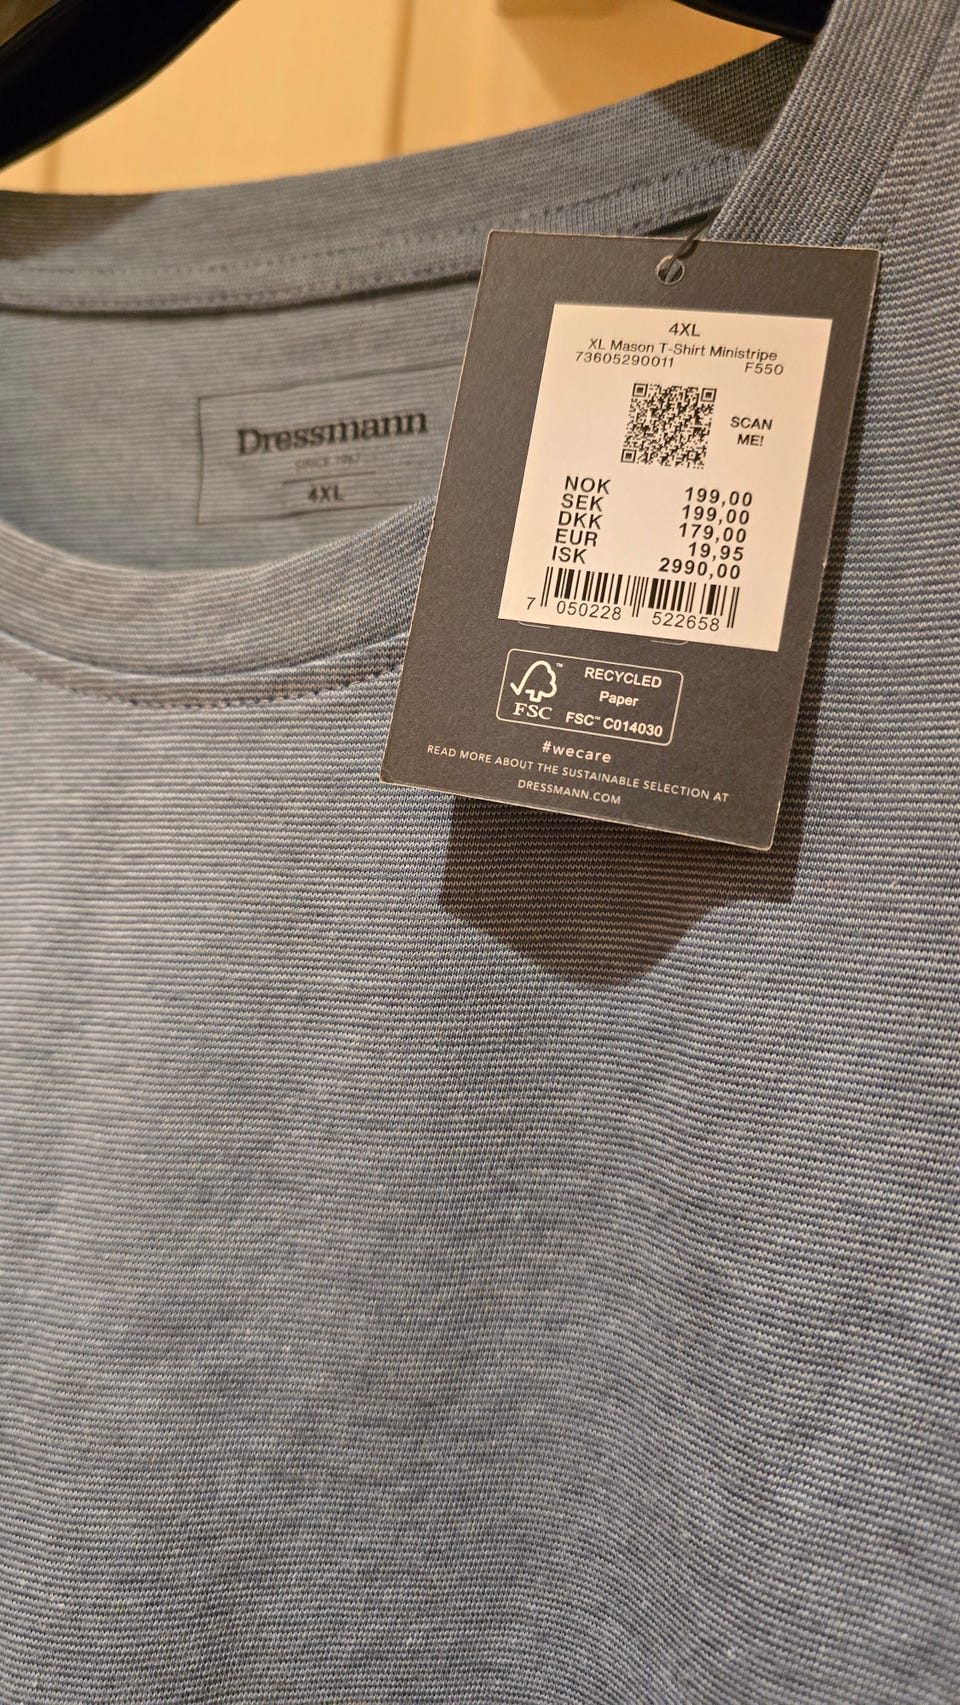 Dressmann
SINCE 1967
4XL
4XL
XL Mason T-Shirt Ministripe
73605290011 F550
SCAN
ME!
NOK 199,00
SEK 199,00
DKK 179,00
EUR 19,95
ISK 2990,00
7 050228 522658
FSC™
RECYCLED
Paper
FSC™ C014030
#wecare
READ MORE ABOUT THE SUSTAINABLE SELECTION AT
DRESSMANN.COM